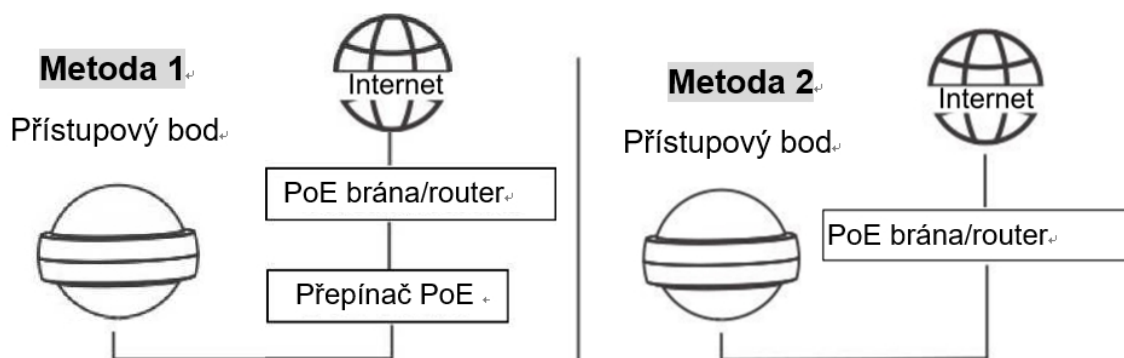 Metoda 1
Přístupový bod
Internet
PoE brána/router
Přepínač PoE
Metoda 2
Přístupový bod
Internet
PoE brána/router